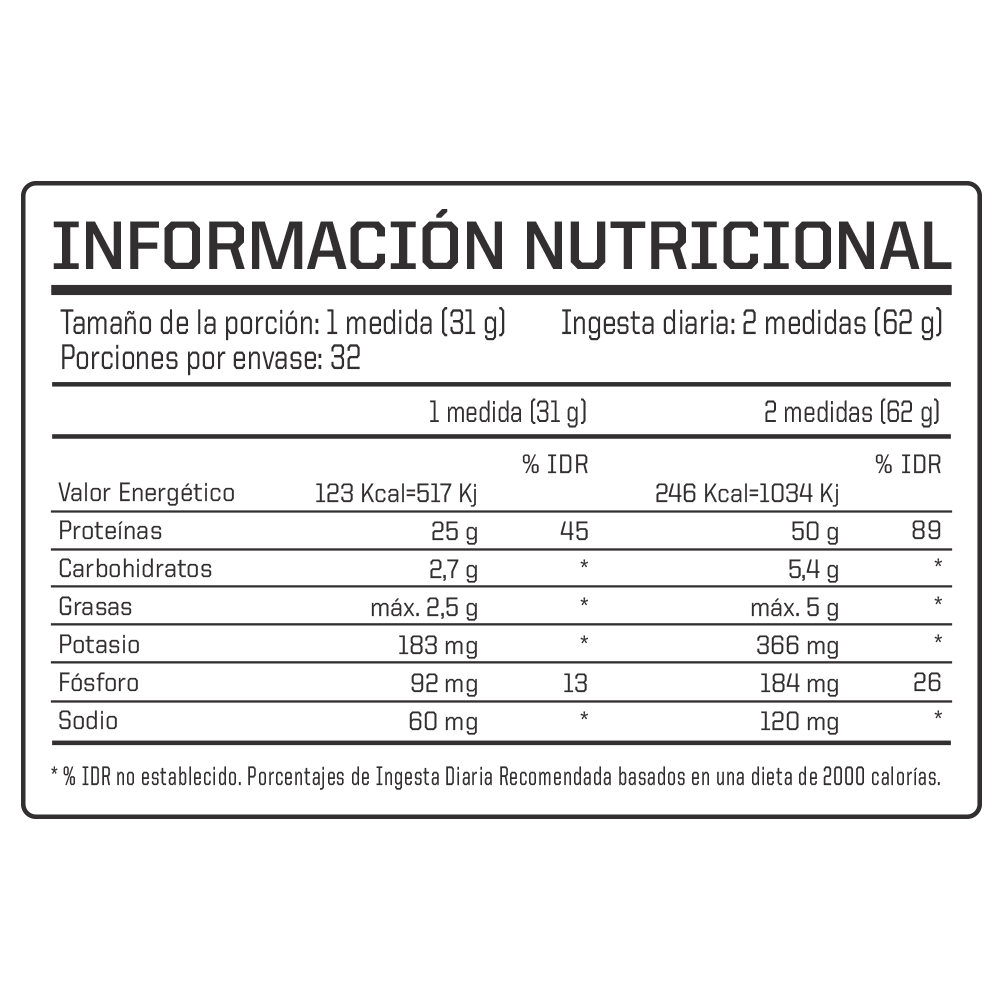 INFORMACIÓN NUTRICIONAL
Tamaño de la porción: 1 medida (31 g) Ingesta diaria: 2 medidas (62 g)
Porciones por envase: 32
1 medida (31 g) 2 medidas (62 g)
% IDR % IDR
Valor Energético 123 Kcal=517 Kj 246 Kcal=1034 Kj
Proteínas 25 g 45 50 g 89
Carbohidratos 2,7 g * 5,4 g *
Grasas máx. 2,5 g * máx. 5 g *
Potasio 183 mg * 366 mg *
Fósforo 92 mg 13 184 mg 26
Sodio 60 mg * 120 mg *
* % IDR no establecido. Porcentajes de Ingesta Diaria Recomendada basados en una dieta de 2000 calorías.